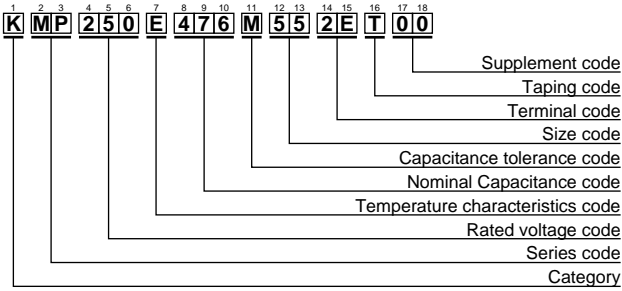 1 2 3 4 5 6 7 8 9 10 11 12 13 14 15 16 17 18
K MP 250 E 476 M 55 2E T 00
Supplement code
Taping code
Terminal code
Size code
Capacitance tolerance code
Nominal Capacitance code
Temperature characteristics code
Rated voltage code
Series code
Category